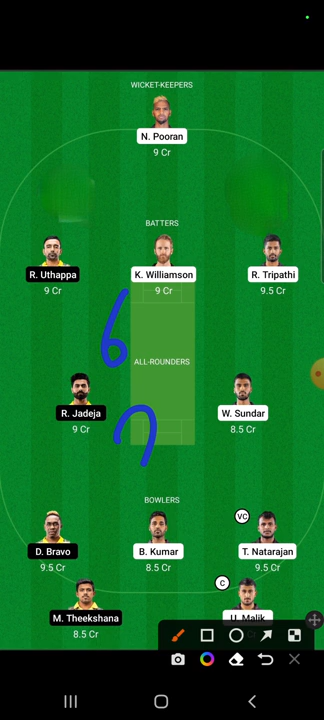 WICKET-KEEPERS
N. Pooran
9 Cr
BATTERS
R. Uthappa
K. Williamson
R. Tripathi
9 Cr
9 Cr
9.5 Cr
6
ALL-ROUNDERS
R. Jadeja
W. Sundar
9 Cr
8.5 Cr
BOWLERS
VC
D. Bravo
B. Kumar
T. Natarajan
9.5 Cr
8.5 Cr
9.5 Cr
C
M. Theekshana
U. Malik
8.5 Cr